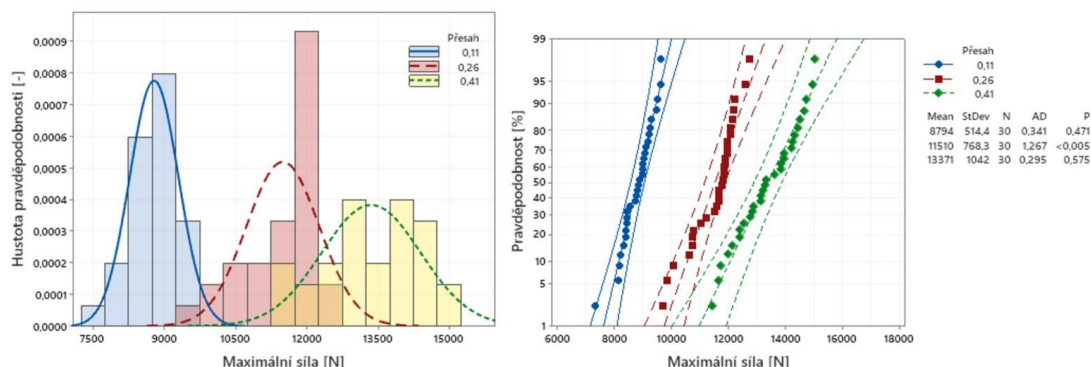 Hustota pravděpodobnosti [-]
0,0009
0,0008
0,0007
0,0006
0,0005
0,0004
0,0003
0,0002
0,0001
0,0000
7500 9000 10500 12000 13500 15000
Maximální síla [N]
Přesah
0,11
0,26
0,41
Pravděpodobnost [%]
99
95
90
80
70
60
50
40
30
20
10
5
1
6000 8000 10000 12000 14000 16000 18000
Maximální síla [N]
Přesah
0,11
0,26
0,41
Mean StDev N AD P
8794 514,4 30 0,341 0,471
11510 768,3 30 1,267 <0,005
13371 1042 30 0,295 0,575